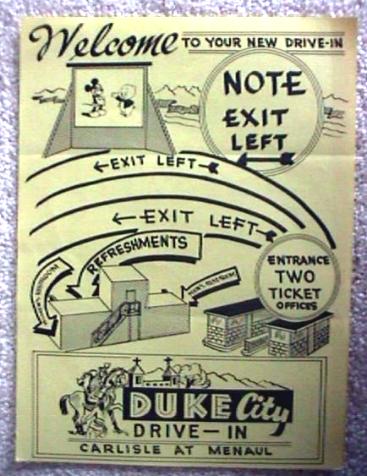 Welcome TO YOUR NEW DRIVE-IN
NOTE
EXIT
LEFT
EXIT LEFT
EXIT LEFT
REFRESHMENTS
ENTRANCE
TWO
TICKET
OFFICES
DUKE City
DRIVE-IN
CARLISLE AT MENAUL